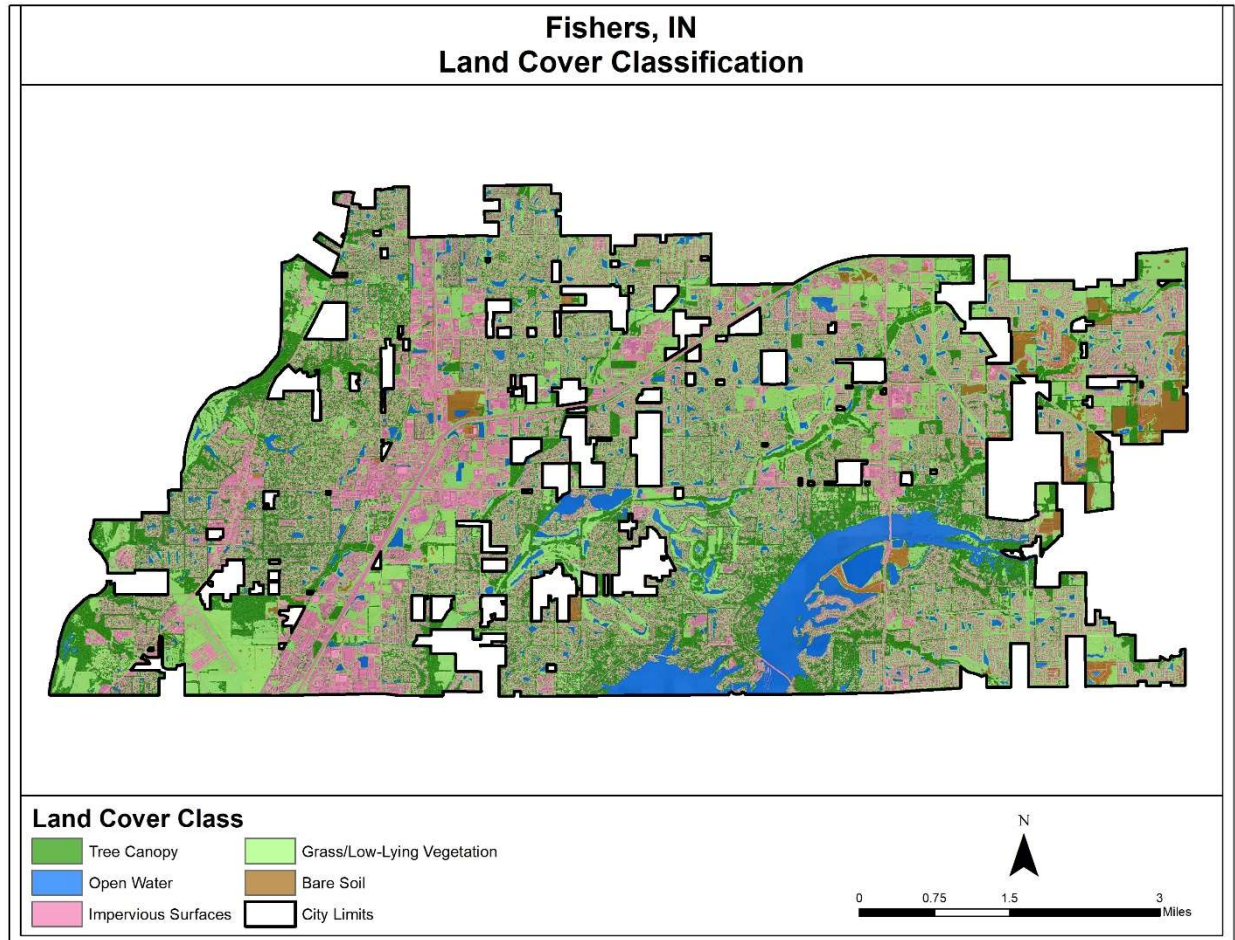 Fishers, IN
Land Cover Classification
Land Cover Class
Tree Canopy
Grass/Low-Lying Vegetation
Open Water
Bare Soil
Impervious Surfaces
City Limits
N
0 0.75 1.5 3
Miles